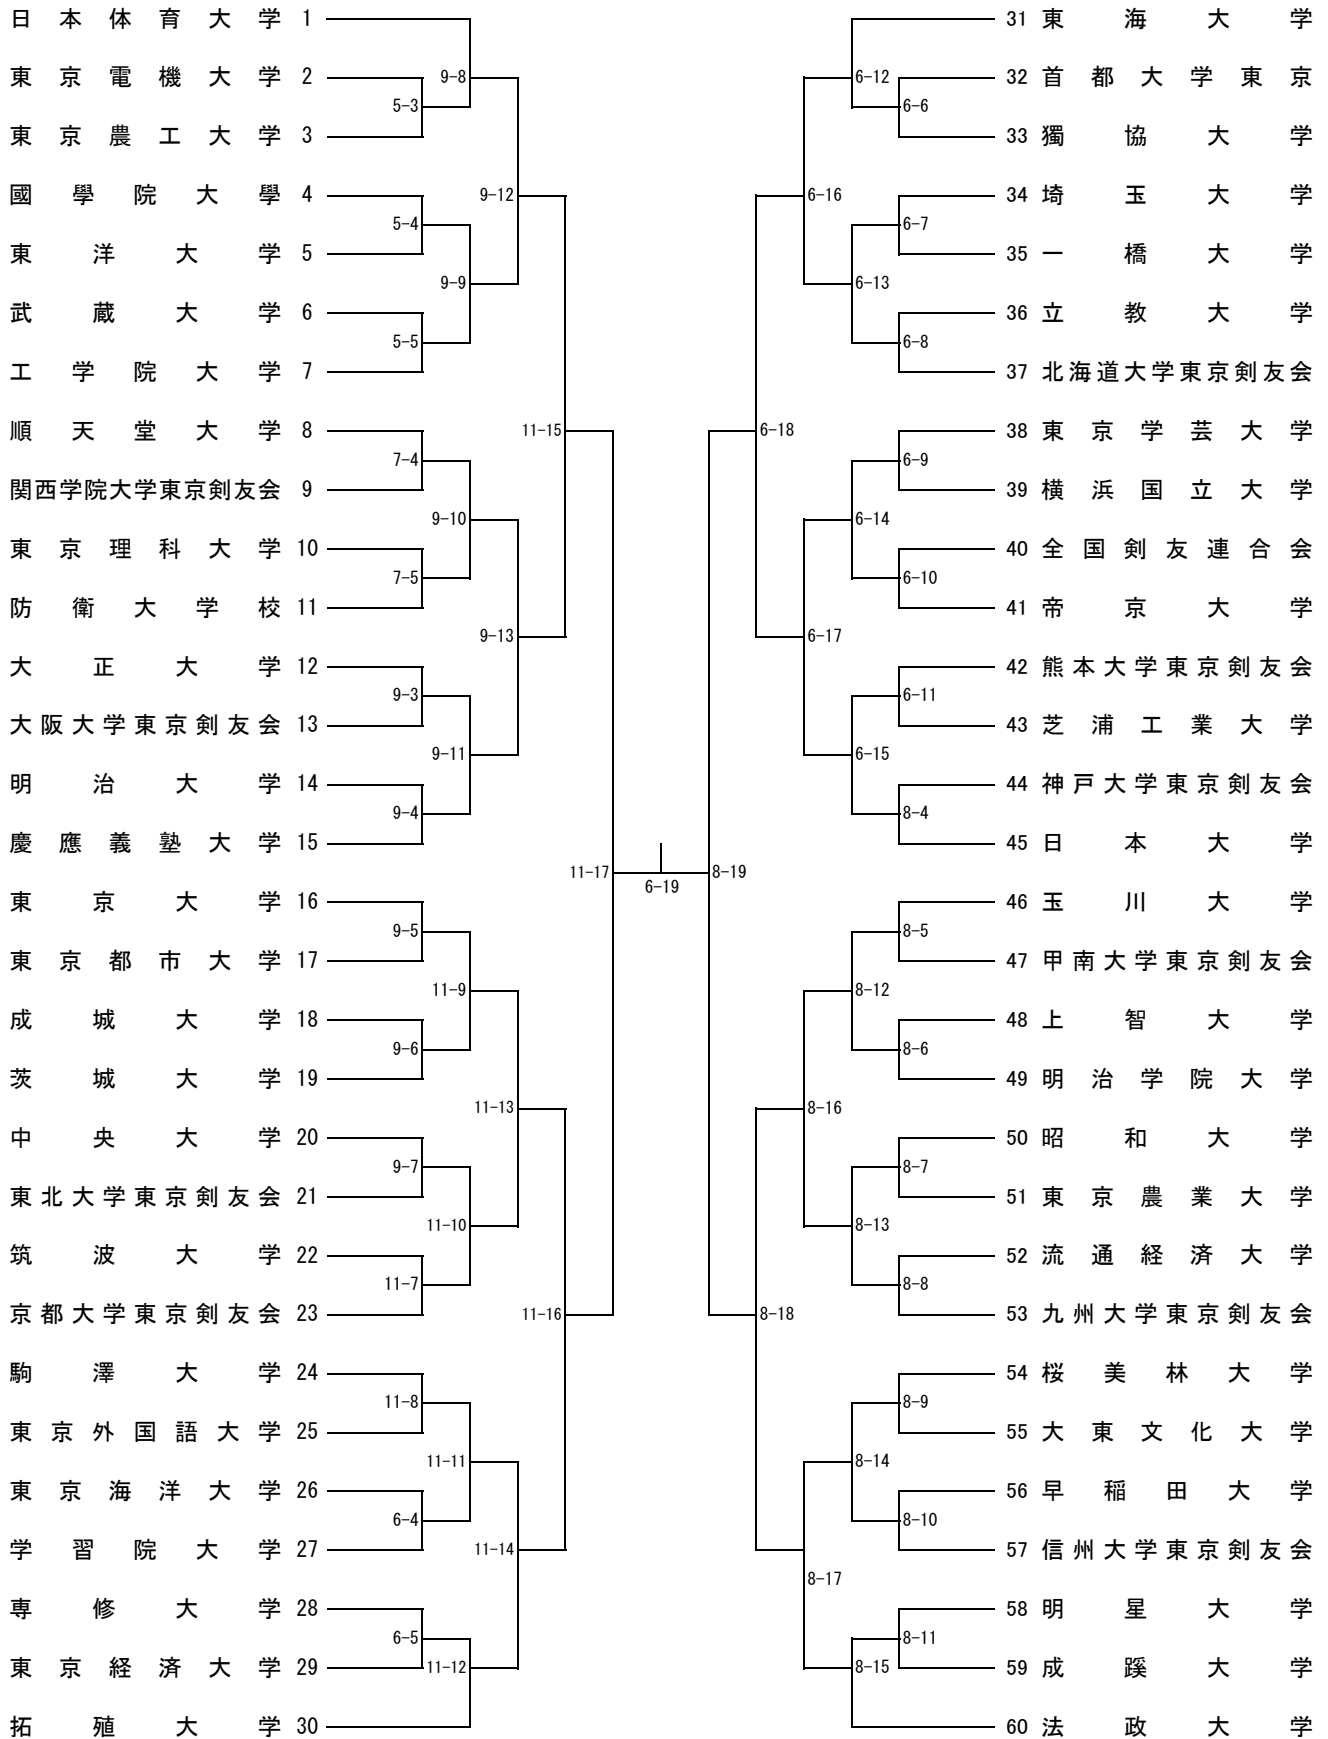 日本体育大学 1
東京電機大学 2
東京農工大学 3
國學院大學 4
東洋大学 5
武蔵大学 6
工学院大学 7
順天堂大学 8
関西学院大学東京剣友会 9
東京理科大学 10
防衛大学校 11
大正大学 12
大阪大学東京剣友会 13
明治大学 14
慶應義塾大学 15
東京大学 16
東京都市大学 17
成城大学 18
茨城大学 19
中央大学 20
東北大学東京剣友会 21
筑波大学 22
京都大学東京剣友会 23
駒澤大学 24
東京外国語大学 25
東京海洋大学 26
学習院大学 27
専修大学 28
東京経済大学 29
拓殖大学 30
5-3
5-4
5-5
7-4
7-5
9-3
9-4
9-5
9-6
9-7
11-7
11-8
6-4
6-5
9-8
9-9
9-10
9-11
11-9
11-10
11-11
11-12
9-12
9-13
11-13
11-14
11-15
11-16
11-17
6-19
8-19
6-18
8-18
6-16
6-17
8-16
8-17
6-12
6-13
6-14
6-15
8-12
8-13
8-14
8-15
6-6
6-7
6-8
6-9
6-10
6-11
8-4
8-5
8-6
8-7
8-8
8-9
8-10
8-11
31 東海大学
32 首都大学東京
33 獨協大学
34 埼玉大学
35 一橋大学
36 立教大学
37 北海道大学東京剣友会
38 東京学芸大学
39 横浜国立大学
40 全国剣友連合会
41 帝京大学
42 熊本大学東京剣友会
43 芝浦工業大学
44 神戸大学東京剣友会
45 日本大学
46 玉川大学
47 甲南大学東京剣友会
48 上智大学
49 明治学院大学
50 昭和大学
51 東京農業大学
52 流通経済大学
53 九州大学東京剣友会
54 桜美林大学
55 大東文化大学
56 早稲田大学
57 信州大学東京剣友会
58 明星大学
59 成蹊大学
60 法政大学